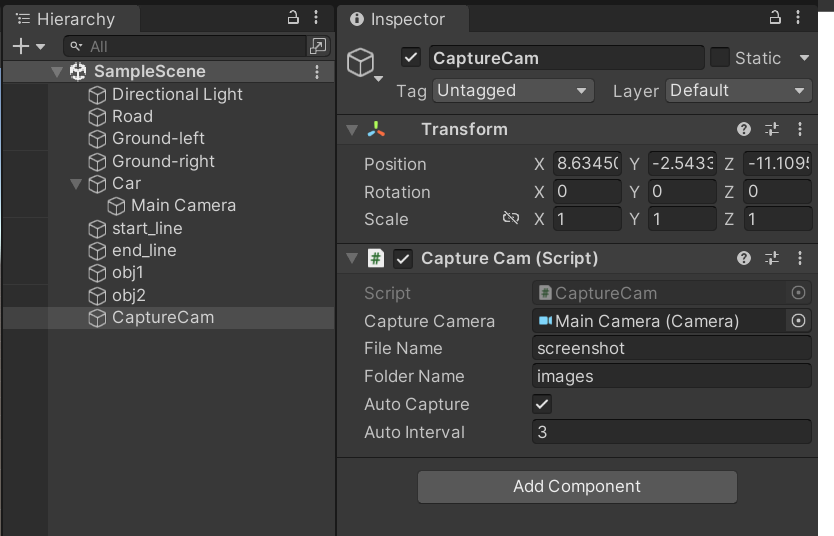 Hierarchy
All
SampleScene
Directional Light
Road
Ground-left
Ground-right
Car
Main Camera
start_line
end_line
obj1
obj2
CaptureCam
Inspector
CaptureCam
Static
Tag Untagged Layer Default
Transform
Position X 8.63450 Y -2.5433 Z -11.1095
Rotation X 0 Y 0 Z 0
Scale X 1 Y 1 Z 1
# Capture Cam (Script)
Script # CaptureCam
Capture Camera Main Camera (Camera)
File Name screenshot
Folder Name images
Auto Capture
Auto Interval 3
Add Component